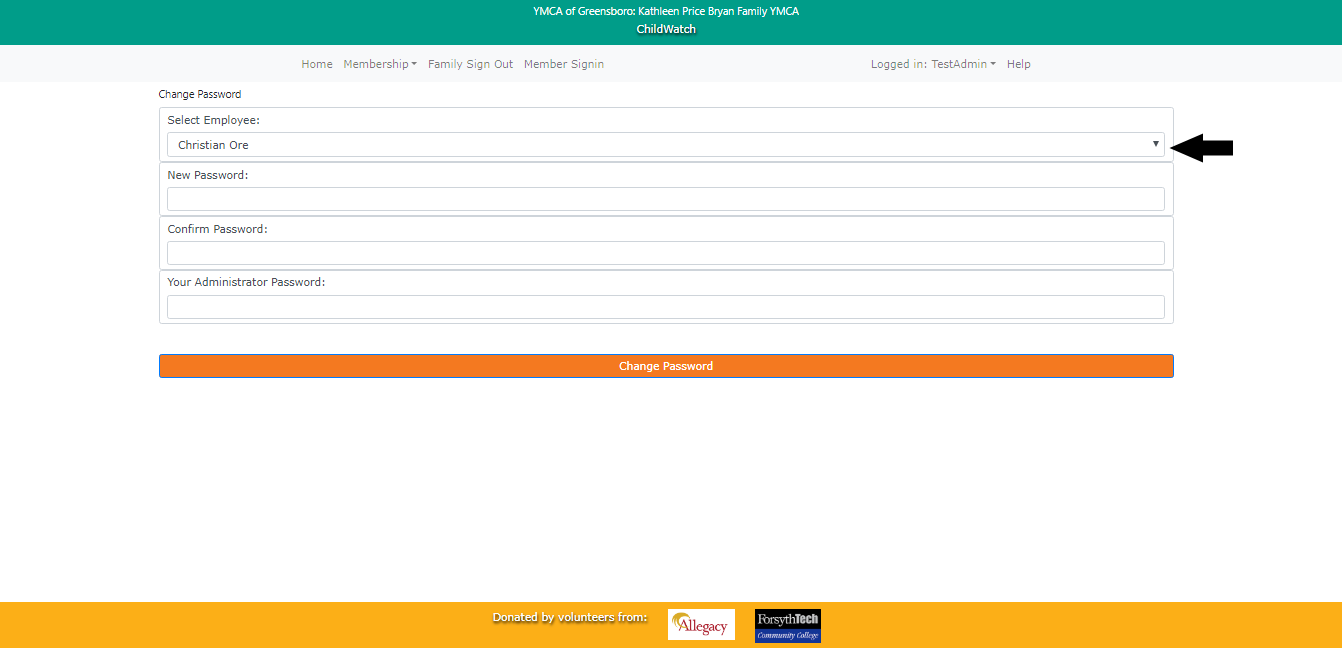 YMCA of Greensboro: Kathleen Price Bryan Family YMCA
ChildWatch
Home Membership Family Sign Out Member Signin Logged in: TestAdmin Help
Change Password
Select Employee:
Christian Ore
New Password:
Confirm Password:
Your Administrator Password:
Change Password
Donated by volunteers from:
Allegacy
ForsythTech
Community College